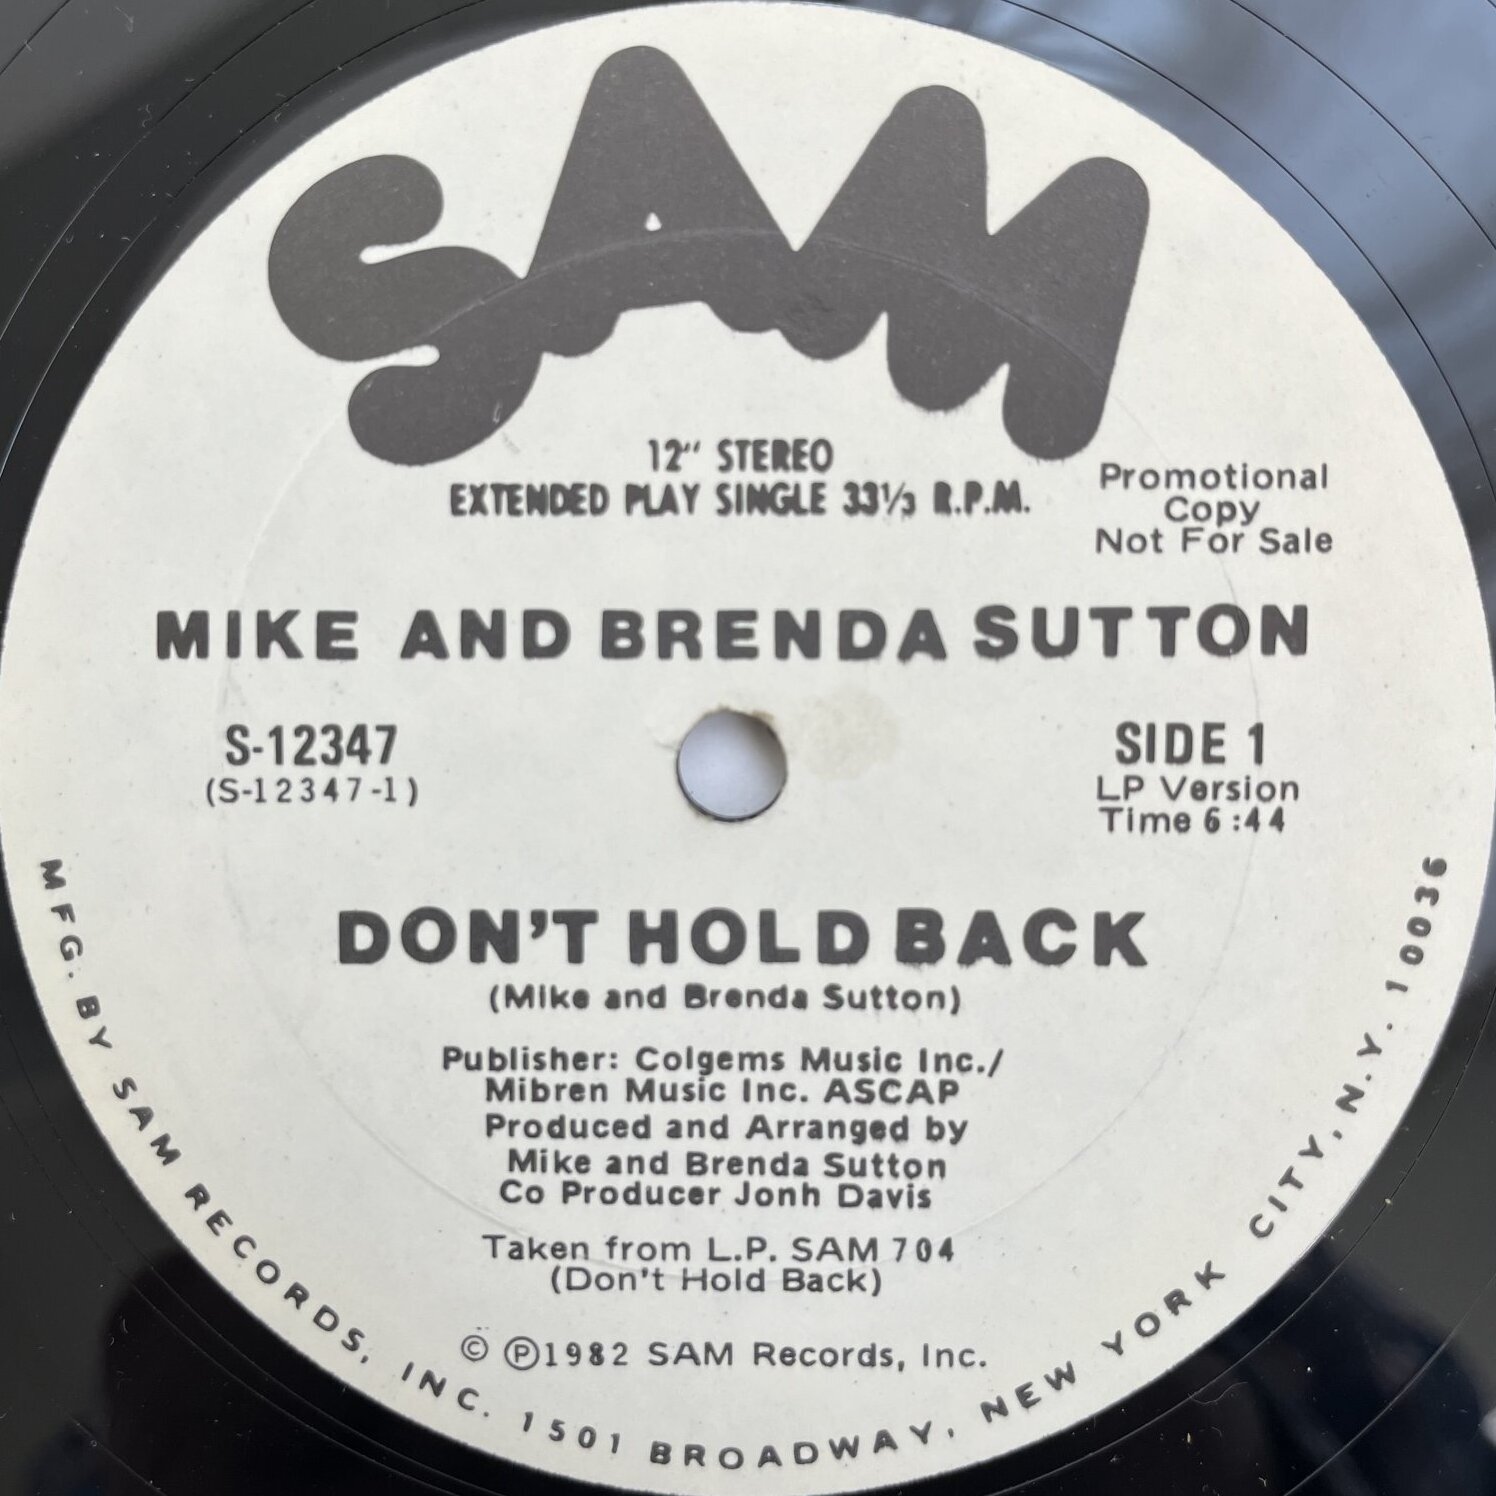 SAM
12" STEREO
EXTENDED PLAY SINGLE 33⅓ R.P.M.
Promotional
Copy
Not For Sale
MIKE AND BRENDA SUTTON
S-12347
(S-12347-1)
SIDE 1
LP Version
Time 6:44
DON'T HOLD BACK
(Mike and Brenda Sutton)
Publisher: Colgems Music Inc./
Mibren Music Inc. ASCAP
Produced and Arranged by
Mike and Brenda Sutton
Co Producer Jonh Davis
Taken from L.P. SAM 704
(Don't Hold Back)
© ℗1982 SAM Records, Inc.
MFG. BY SAM RECORDS, INC. 1501 BROADWAY, NEW YORK CITY, N.Y. 10036